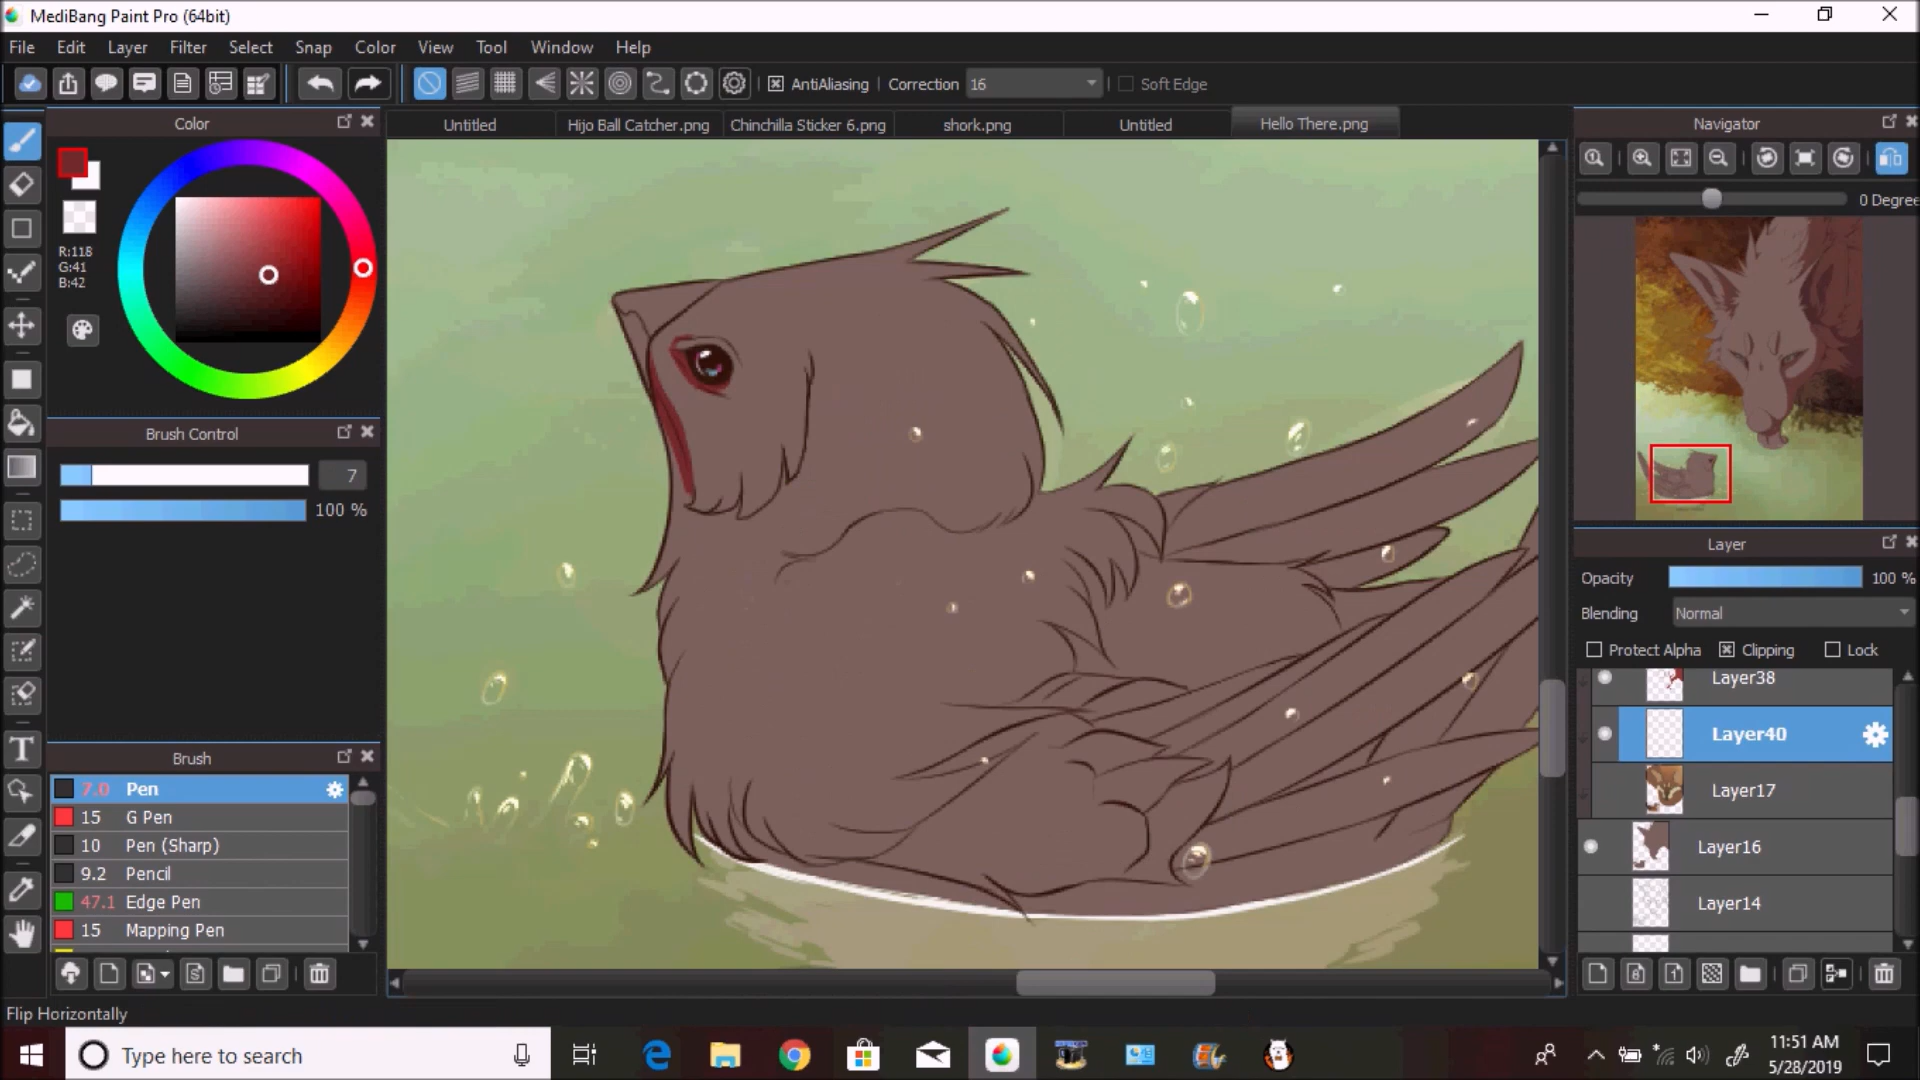 MediBang Paint Pro (64bit)
File Edit Layer Filter Select Snap Color View Tool Window Help
AntiAliasing Correction 16 Soft Edge
Color
Untitled Hijo Ball Catcher.png Chinchilla Sticker 6.png shork.png Untitled Hello There.png
Navigator
0 Degree
R:118
G:41
B:42
Brush Control
7
100 %
Layer
Opacity 100 %
Blending Normal
Protect Alpha Clipping Lock
Layer38
Layer40
Layer17
Layer16
Layer14
Brush
7.0 Pen
15 G Pen
10 Pen (Sharp)
9.2 Pencil
47.1 Edge Pen
15 Mapping Pen
Flip Horizontally
Type here to search
11:51 AM
5/28/2019